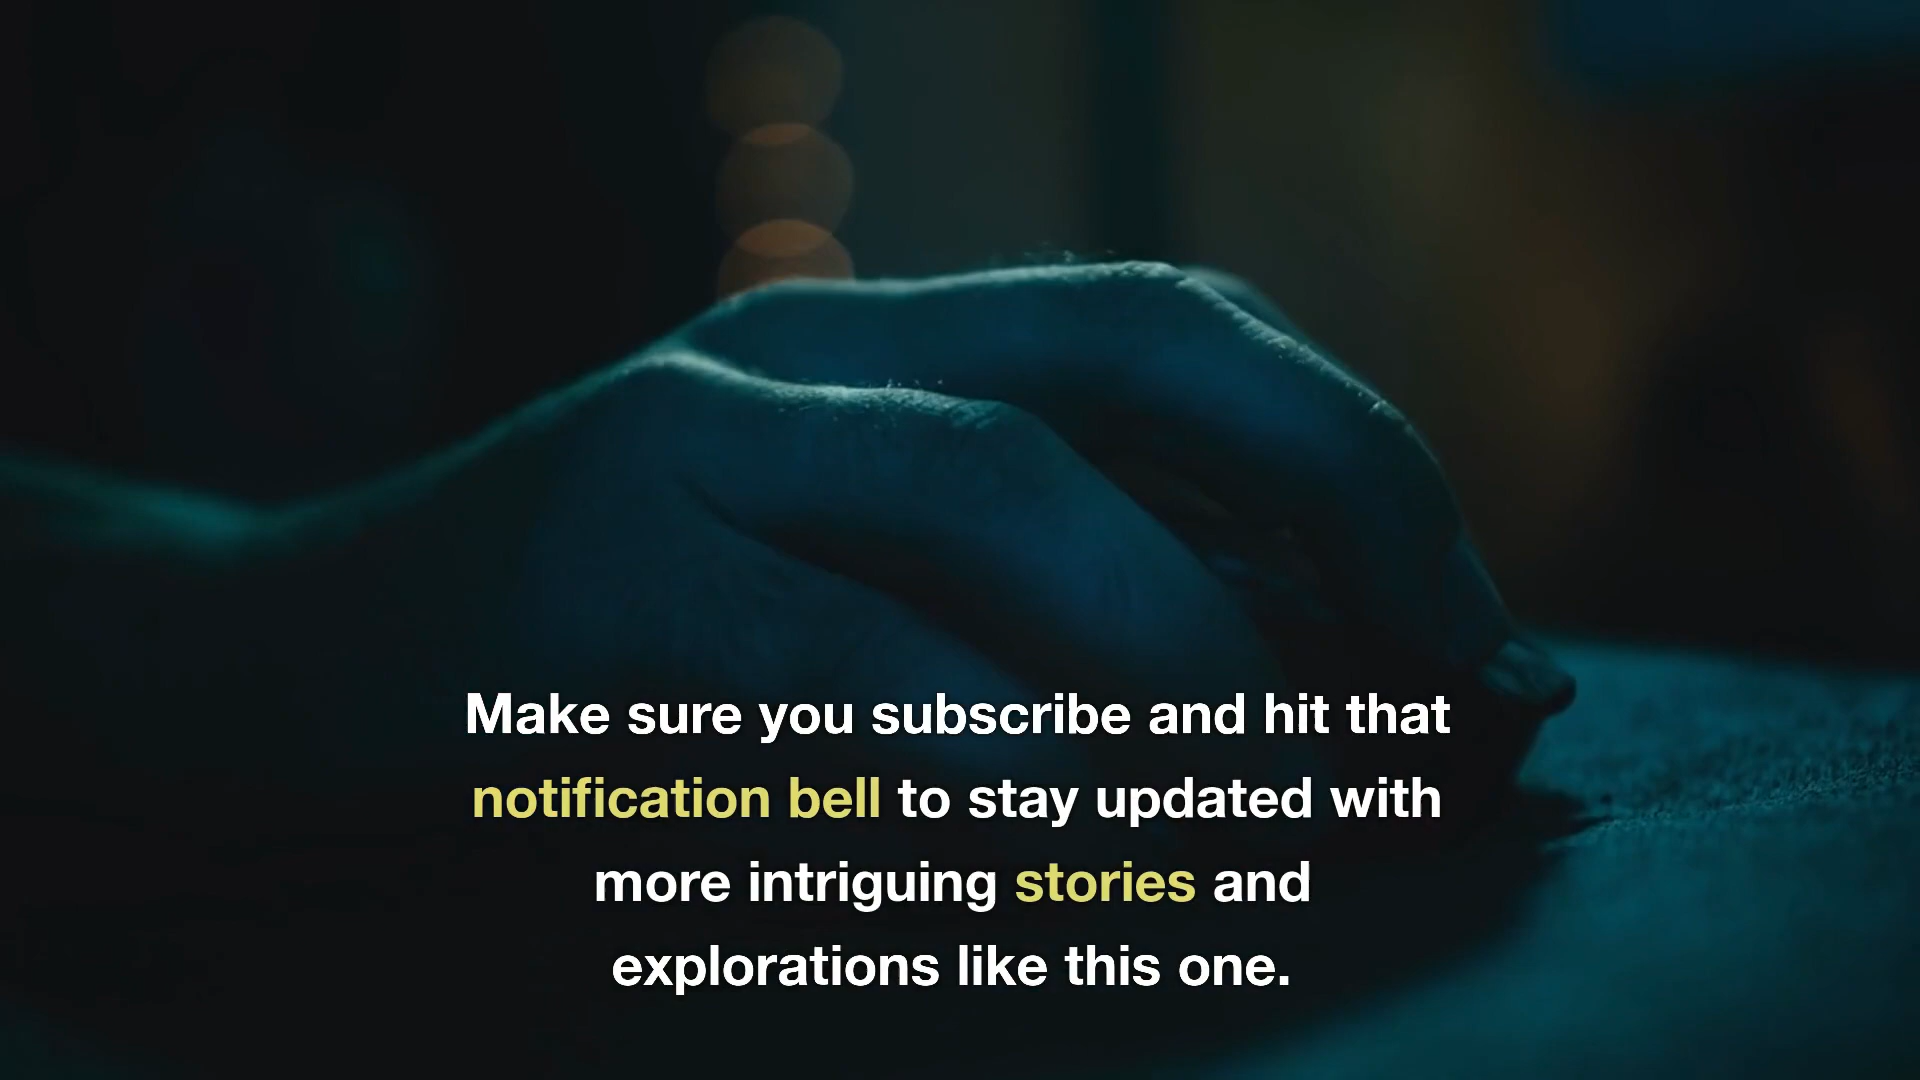 Make sure you subscribe and hit that
notification bell to stay updated with
more intriguing stories and
explorations like this one.